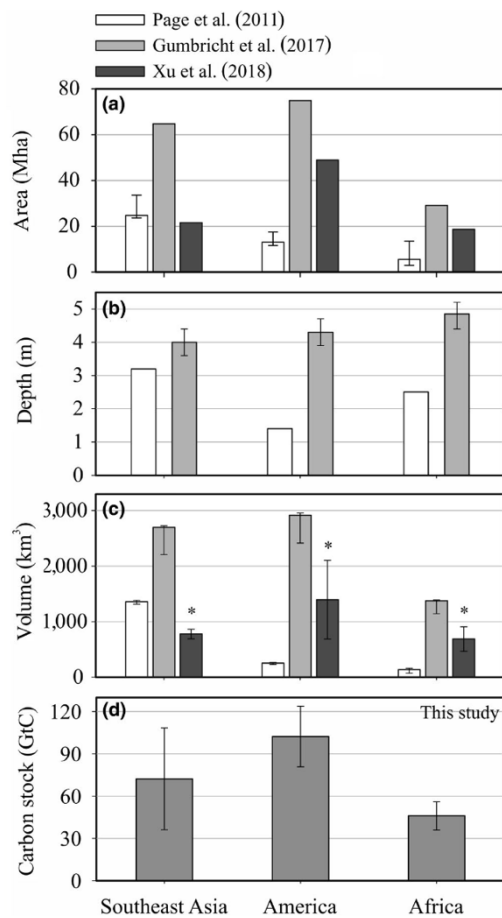 Page et al. (2011)
Gumbricht et al. (2017)
Xu et al. (2018)
(a)
Area (Mha)
80
60
40
20
0
(b)
Depth (m)
5
4
3
2
1
0
(c)
Volume (km³)
3,000
2,000
1,000
0
*
*
*
(d)
This study
Carbon stock (GtC)
120
90
60
30
0
Southeast Asia America Africa